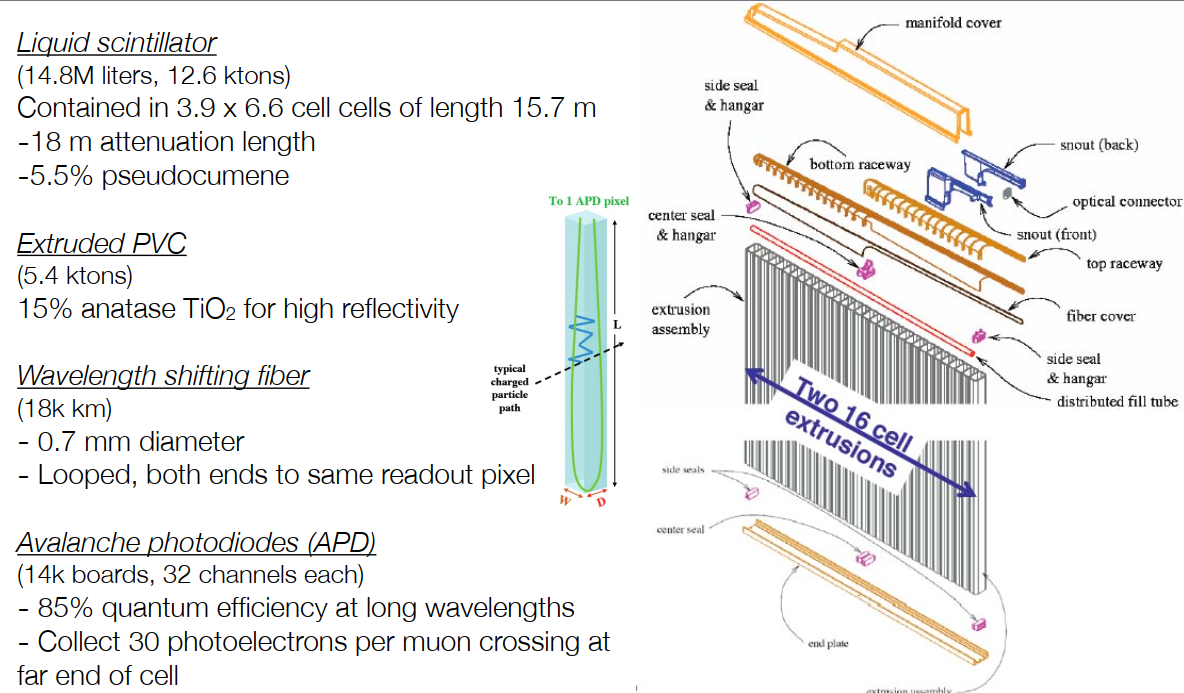 Liquid scintillator
(14.8M liters, 12.6 ktons)
Contained in 3.9 x 6.6 cell cells of length 15.7 m
-18 m attenuation length
-5.5% pseudocumene
Extruded PVC
(5.4 ktons)
15% anatase TiO2 for high reflectivity
Wavelength shifting fiber
(18k km)
- 0.7 mm diameter
- Looped, both ends to same readout pixel
Avalanche photodiodes (APD)
(14k boards, 32 channels each)
- 85% quantum efficiency at long wavelengths
- Collect 30 photoelectrons per muon crossing at
far end of cell
To 1 APD pixel
L
typical
charged
particle
path
W
D
manifold cover
side seal
& hangar
snout (back)
bottom raceway
optical connector
center seal
& hangar
snout (front)
top raceway
extrusion
assembly
fiber cover
side seal
& hangar
distributed fill tube
Two 16 cell
extrusions
side seals
center seal
end plate
extrusion assembly